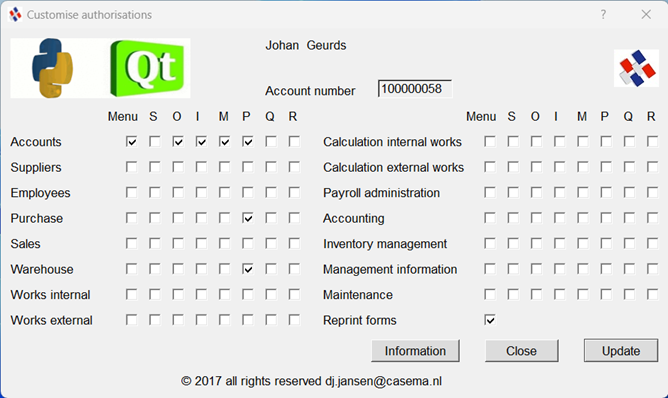 Customise authorisations ? ×
Johan Geurds
Qt
Account number 100000058
Menu S O I M P Q R Menu S O I M P Q R
Accounts Calculation internal works
Suppliers Calculation external works
Employees Payroll administration
Purchase Accounting
Sales Inventory management
Warehouse Management information
Works internal Maintenance
Works external Reprint forms
Information Close Update
© 2017 all rights reserved dj.jansen@casema.nl